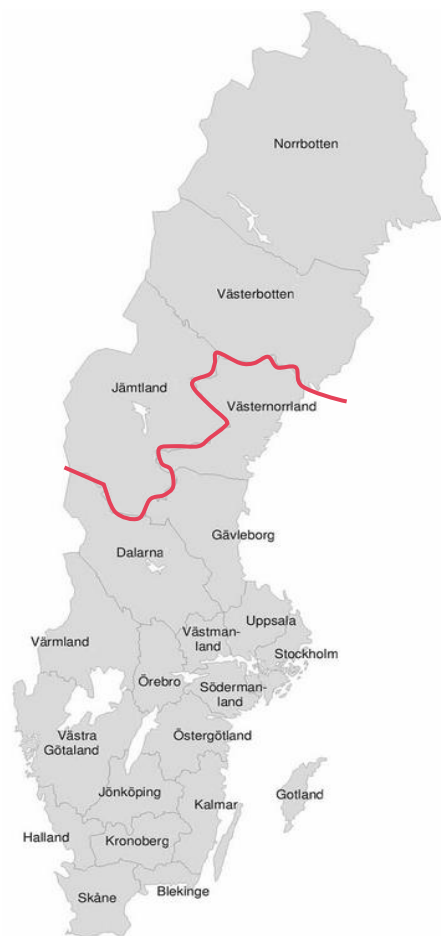 Norrbotten
Västerbotten
Jämtland
Västernorrland
Gävleborg
Dalarna
Uppsala
Västman-
land
Värmland
Stockholm
Örebro
Söderman-
land
Västra
Götaland
Östergötland
Jönköping
Gotland
Kalmar
Halland
Kronoberg
Blekinge
Skåne